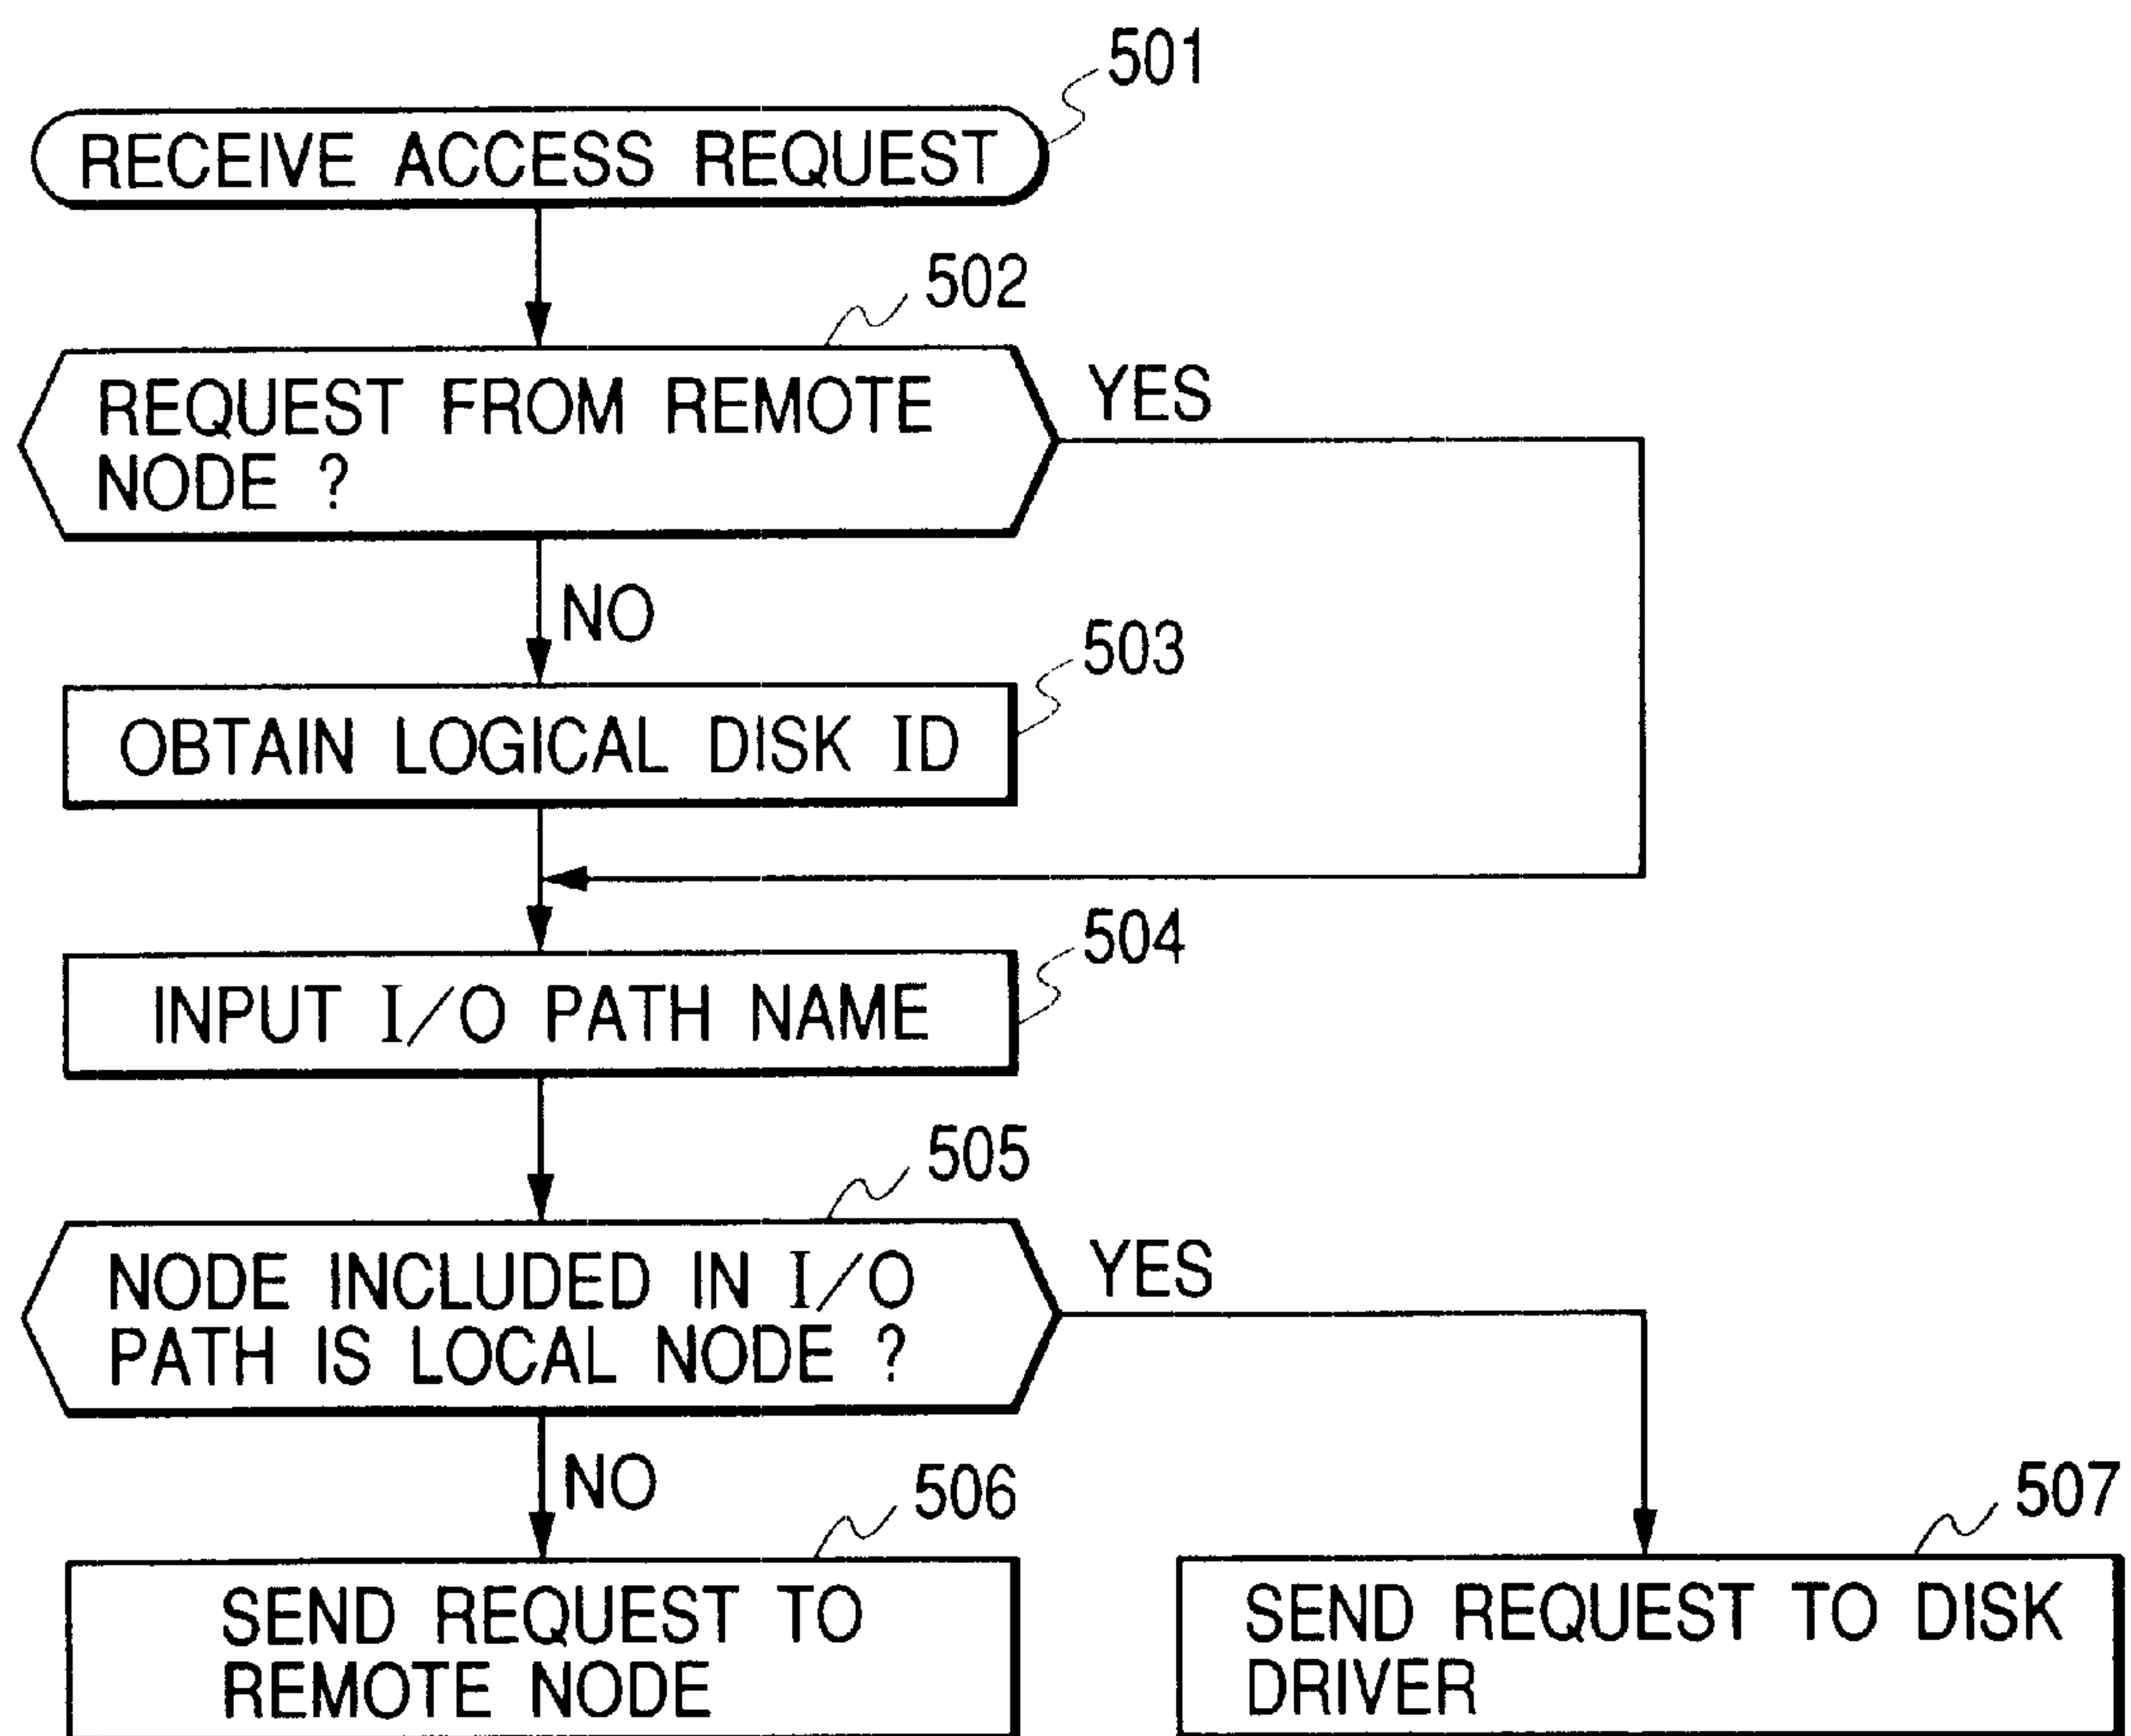 501
RECEIVE ACCESS REQUEST
502
REQUEST FROM REMOTE
NODE ?
YES
NO
503
OBTAIN LOGICAL DISK ID
504
INPUT I/O PATH NAME
505
NODE INCLUDED IN I/O
PATH IS LOCAL NODE ?
YES
NO
506
507
SEND REQUEST TO
REMOTE NODE
SEND REQUEST TO DISK
DRIVER